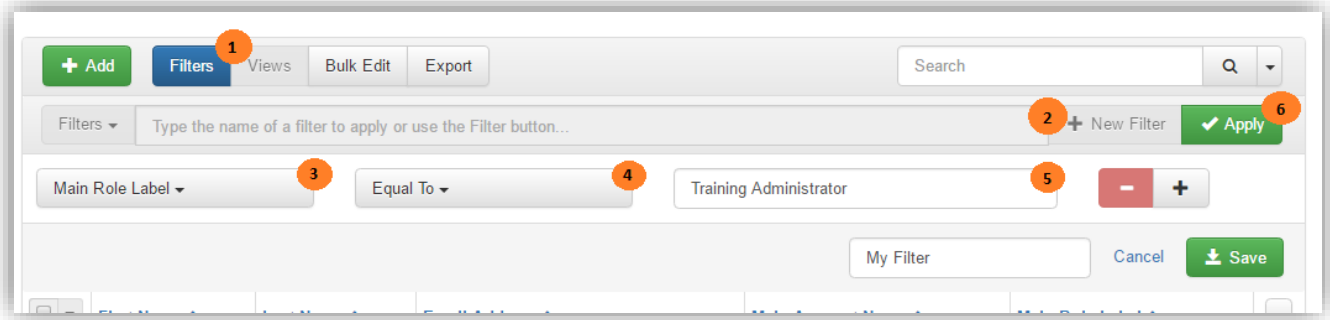 1
Add Filters Views Bulk Edit Export Search
2 6
Filters Type the name of a filter to apply or use the Filter button... New Filter Apply
3 4 5
Main Role Label Equal To Training Administrator
My Filter Cancel Save